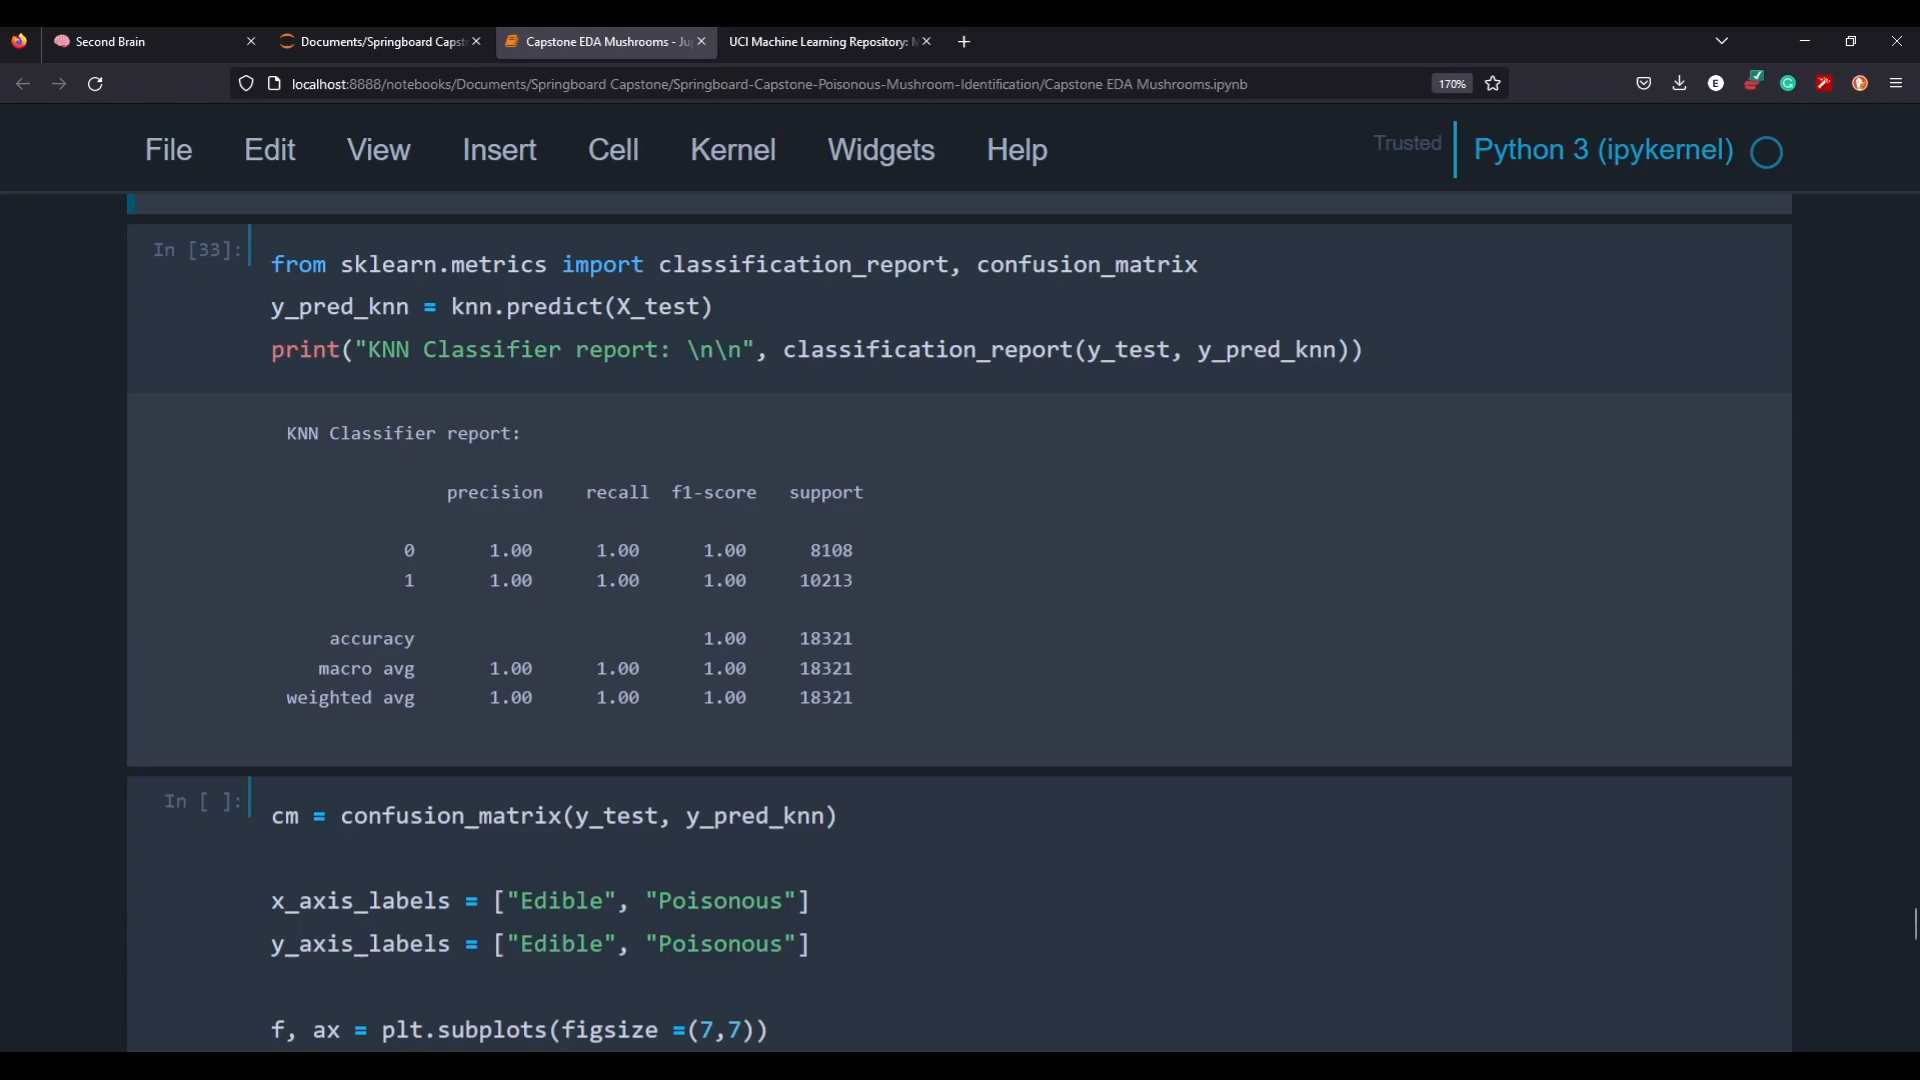 Second Brain
Documents/Springboard Capst
Capstone EDA Mushrooms - Ju
UCI Machine Learning Repository:
localhost:8888/notebooks/Documents/Springboard Capstone/Springboard-Capstone-Poisonous-Mushroom-Identification/Capstone EDA Mushrooms.ipynb
170%
E
G
File Edit View Insert Cell Kernel Widgets Help
Trusted
Python 3 (ipykernel)
In [33]:
from sklearn.metrics import classification_report, confusion_matrix
y_pred_knn = knn.predict(X_test)
print("KNN Classifier report: \n\n", classification_report(y_test, y_pred_knn))
KNN Classifier report:
precision recall f1-score support
0 1.00 1.00 1.00 8108
1 1.00 1.00 1.00 10213
accuracy 1.00 18321
macro avg 1.00 1.00 1.00 18321
weighted avg 1.00 1.00 1.00 18321
In [ ]:
cm = confusion_matrix(y_test, y_pred_knn)
x_axis_labels = ["Edible", "Poisonous"]
y_axis_labels = ["Edible", "Poisonous"]
f, ax = plt.subplots(figsize =(7,7))